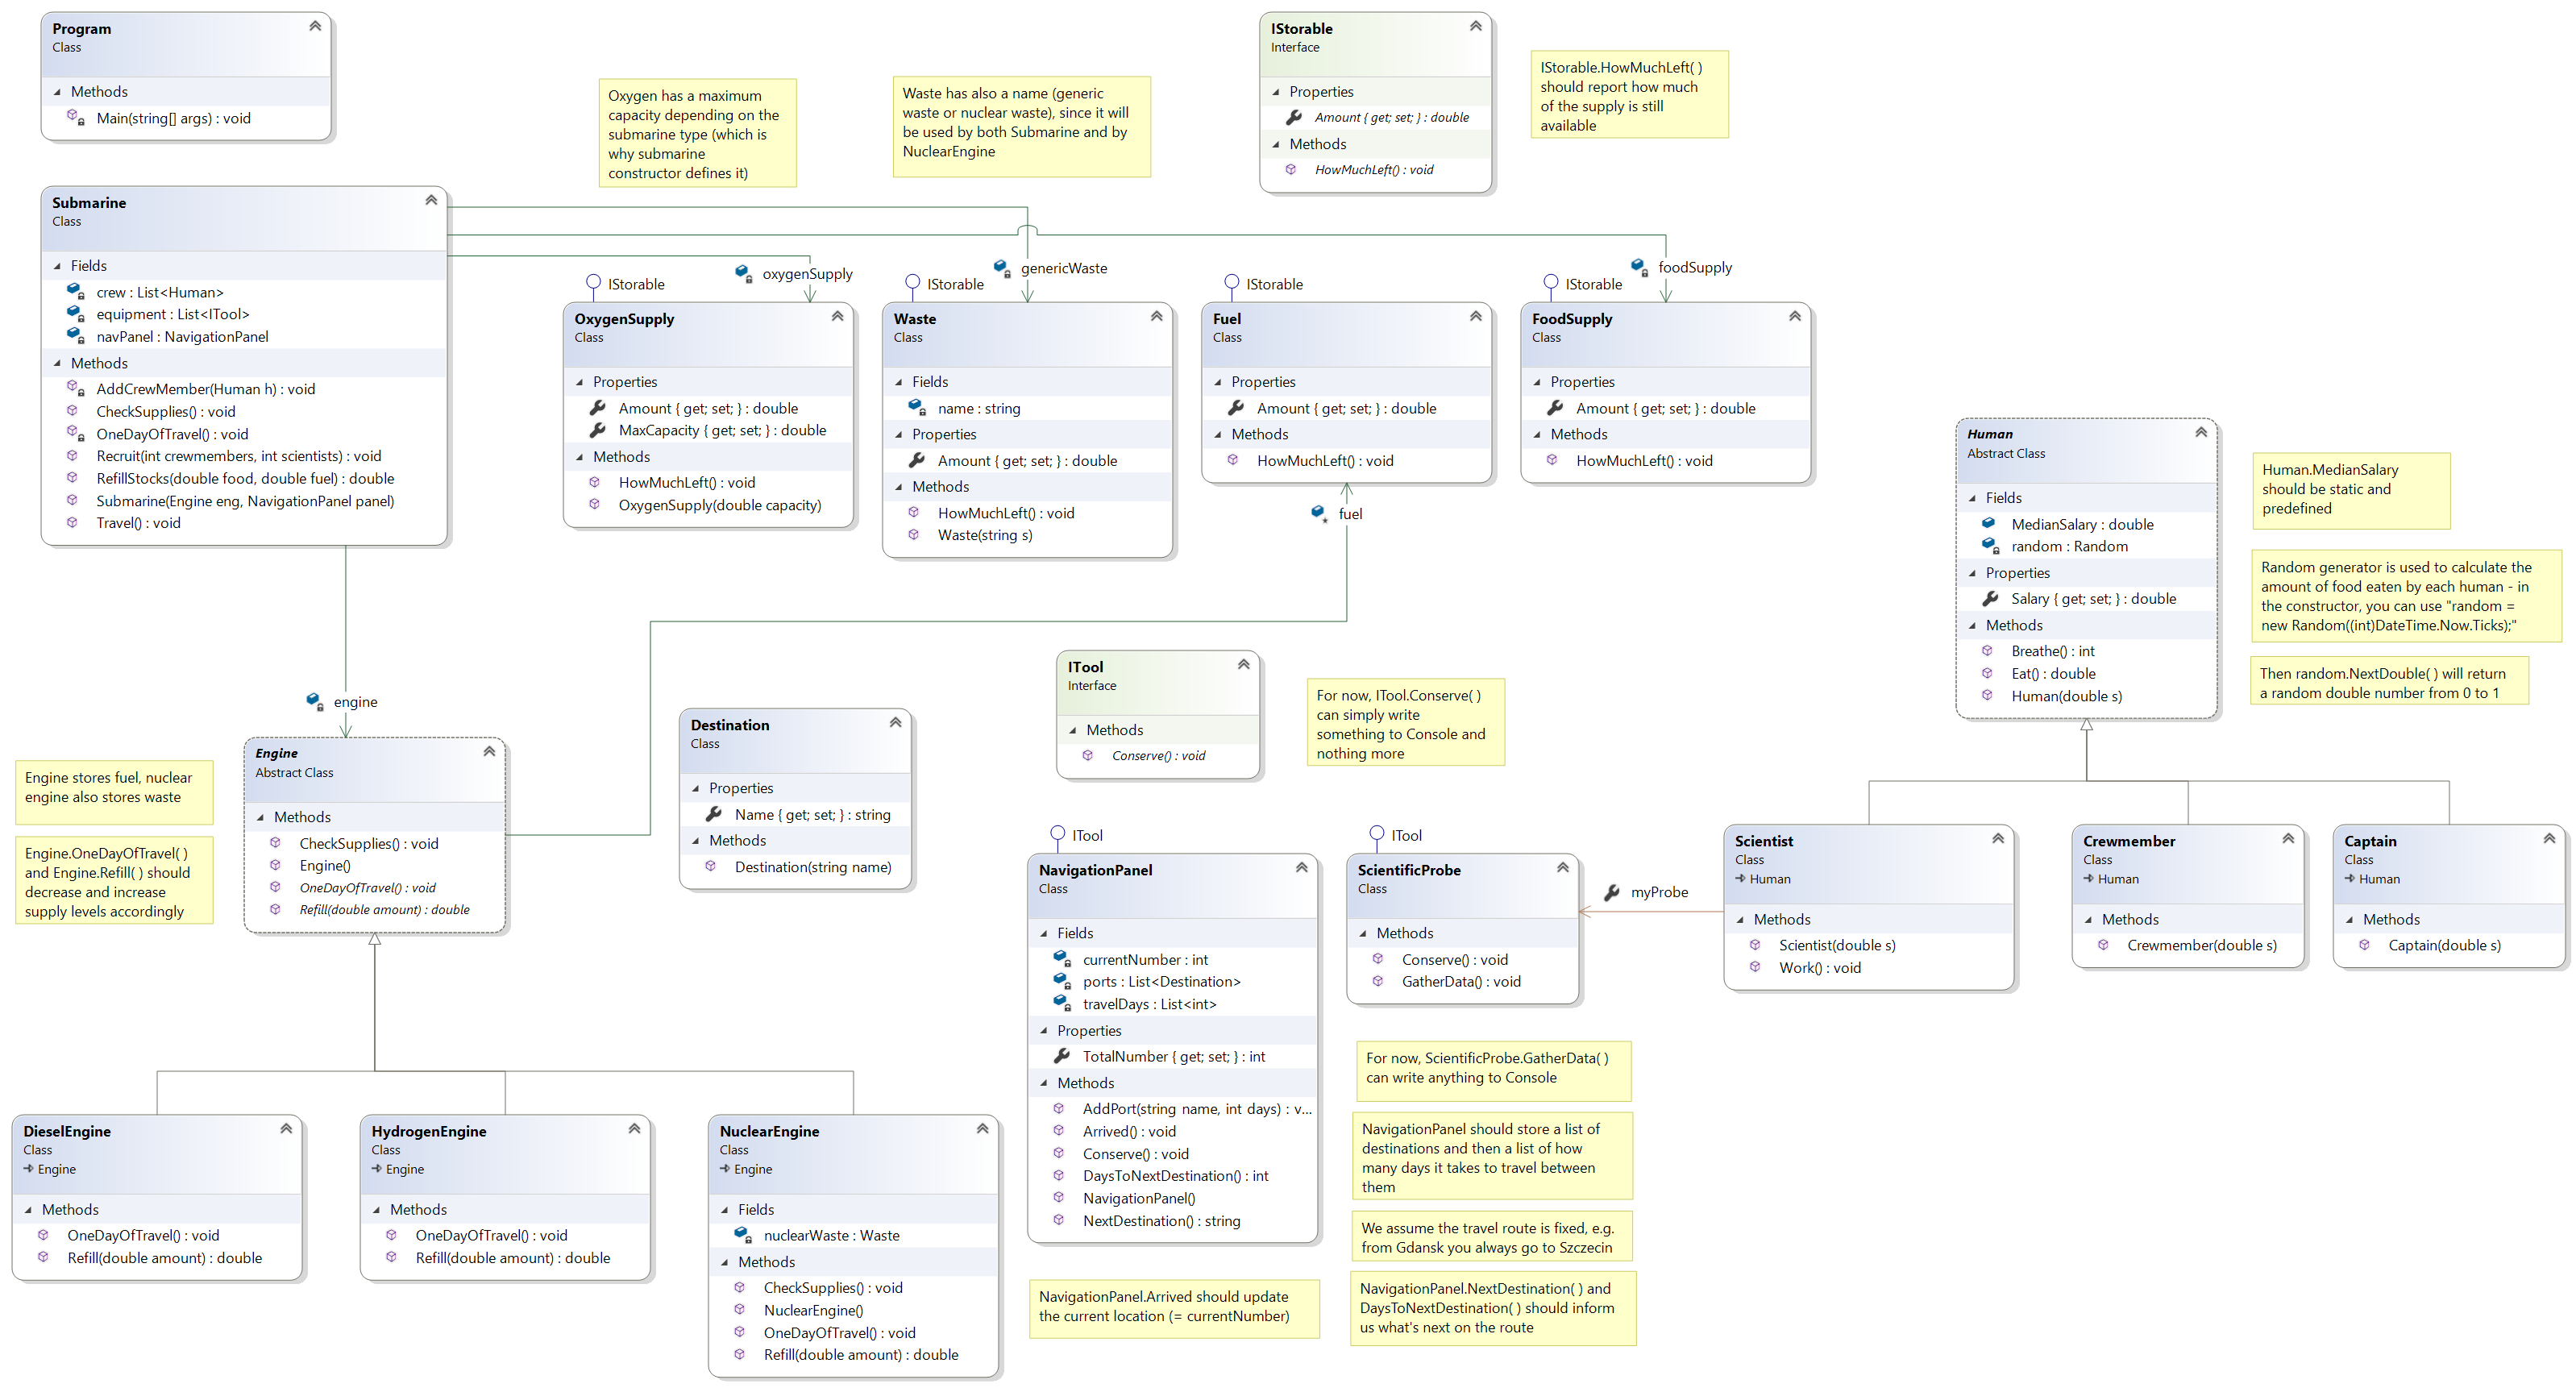 Program
Class
Methods
Main(string[] args) : void
IStorable
Interface
Properties
Amount { get; set; } : double
Methods
HowMuchLeft() : void
IStorable.HowMuchLeft( )
should report how much
of the supply is still
available
Oxygen has a maximum
capacity depending on the
submarine type (which is
why submarine
constructor defines it)
Waste has also a name (generic
waste or nuclear waste), since it will
be used by both Submarine and by
NuclearEngine
Submarine
Class
Fields
crew : List<Human>
equipment : List<ITool>
navPanel : NavigationPanel
Methods
AddCrewMember(Human h) : void
CheckSupplies() : void
OneDayOfTravel() : void
Recruit(int crewmembers, int scientists) : void
RefillStocks(double food, double fuel) : double
Submarine(Engine eng, NavigationPanel panel)
Travel() : void
oxygenSupply
genericWaste
foodSupply
IStorable
OxygenSupply
Class
Properties
Amount { get; set; } : double
MaxCapacity { get; set; } : double
Methods
HowMuchLeft() : void
OxygenSupply(double capacity)
IStorable
Waste
Class
Fields
name : string
Properties
Amount { get; set; } : double
Methods
HowMuchLeft() : void
Waste(string s)
IStorable
Fuel
Class
Properties
Amount { get; set; } : double
Methods
HowMuchLeft() : void
fuel
IStorable
FoodSupply
Class
Properties
Amount { get; set; } : double
Methods
HowMuchLeft() : void
Human
Abstract Class
Fields
MedianSalary : double
random : Random
Properties
Salary { get; set; } : double
Methods
Breathe() : int
Eat() : double
Human(double s)
Human.MedianSalary
should be static and
predefined
Random generator is used to calculate the
amount of food eaten by each human - in
the constructor, you can use "random =
new Random((int)DateTime.Now.Ticks);"
Then random.NextDouble( ) will return
a random double number from 0 to 1
engine
Engine stores fuel, nuclear
engine also stores waste
Engine.OneDayOfTravel( )
and Engine.Refill( ) should
decrease and increase
supply levels accordingly
Engine
Abstract Class
Methods
CheckSupplies() : void
Engine()
OneDayOfTravel() : void
Refill(double amount) : double
Destination
Class
Properties
Name { get; set; } : string
Methods
Destination(string name)
ITool
Interface
Methods
Conserve() : void
For now, ITool.Conserve( )
can simply write
something to Console and
nothing more
ITool
NavigationPanel
Class
Fields
currentNumber : int
ports : List<Destination>
travelDays : List<int>
Properties
TotalNumber { get; set; } : int
Methods
AddPort(string name, int days) : v...
Arrived() : void
Conserve() : void
DaysToNextDestination() : int
NavigationPanel()
NextDestination() : string
ITool
ScientificProbe
Class
Methods
Conserve() : void
GatherData() : void
myProbe
Scientist
Class
Human
Methods
Scientist(double s)
Work() : void
Crewmember
Class
Human
Methods
Crewmember(double s)
Captain
Class
Human
Methods
Captain(double s)
For now, ScientificProbe.GatherData( )
can write anything to Console
NavigationPanel should store a list of
destinations and then a list of how
many days it takes to travel between
them
We assume the travel route is fixed, e.g.
from Gdansk you always go to Szczecin
NavigationPanel.NextDestination( ) and
DaysToNextDestination( ) should inform
us what's next on the route
NavigationPanel.Arrived should update
the current location (= currentNumber)
DieselEngine
Class
Engine
Methods
OneDayOfTravel() : void
Refill(double amount) : double
HydrogenEngine
Class
Engine
Methods
OneDayOfTravel() : void
Refill(double amount) : double
NuclearEngine
Class
Engine
Fields
nuclearWaste : Waste
Methods
CheckSupplies() : void
NuclearEngine()
OneDayOfTravel() : void
Refill(double amount) : double